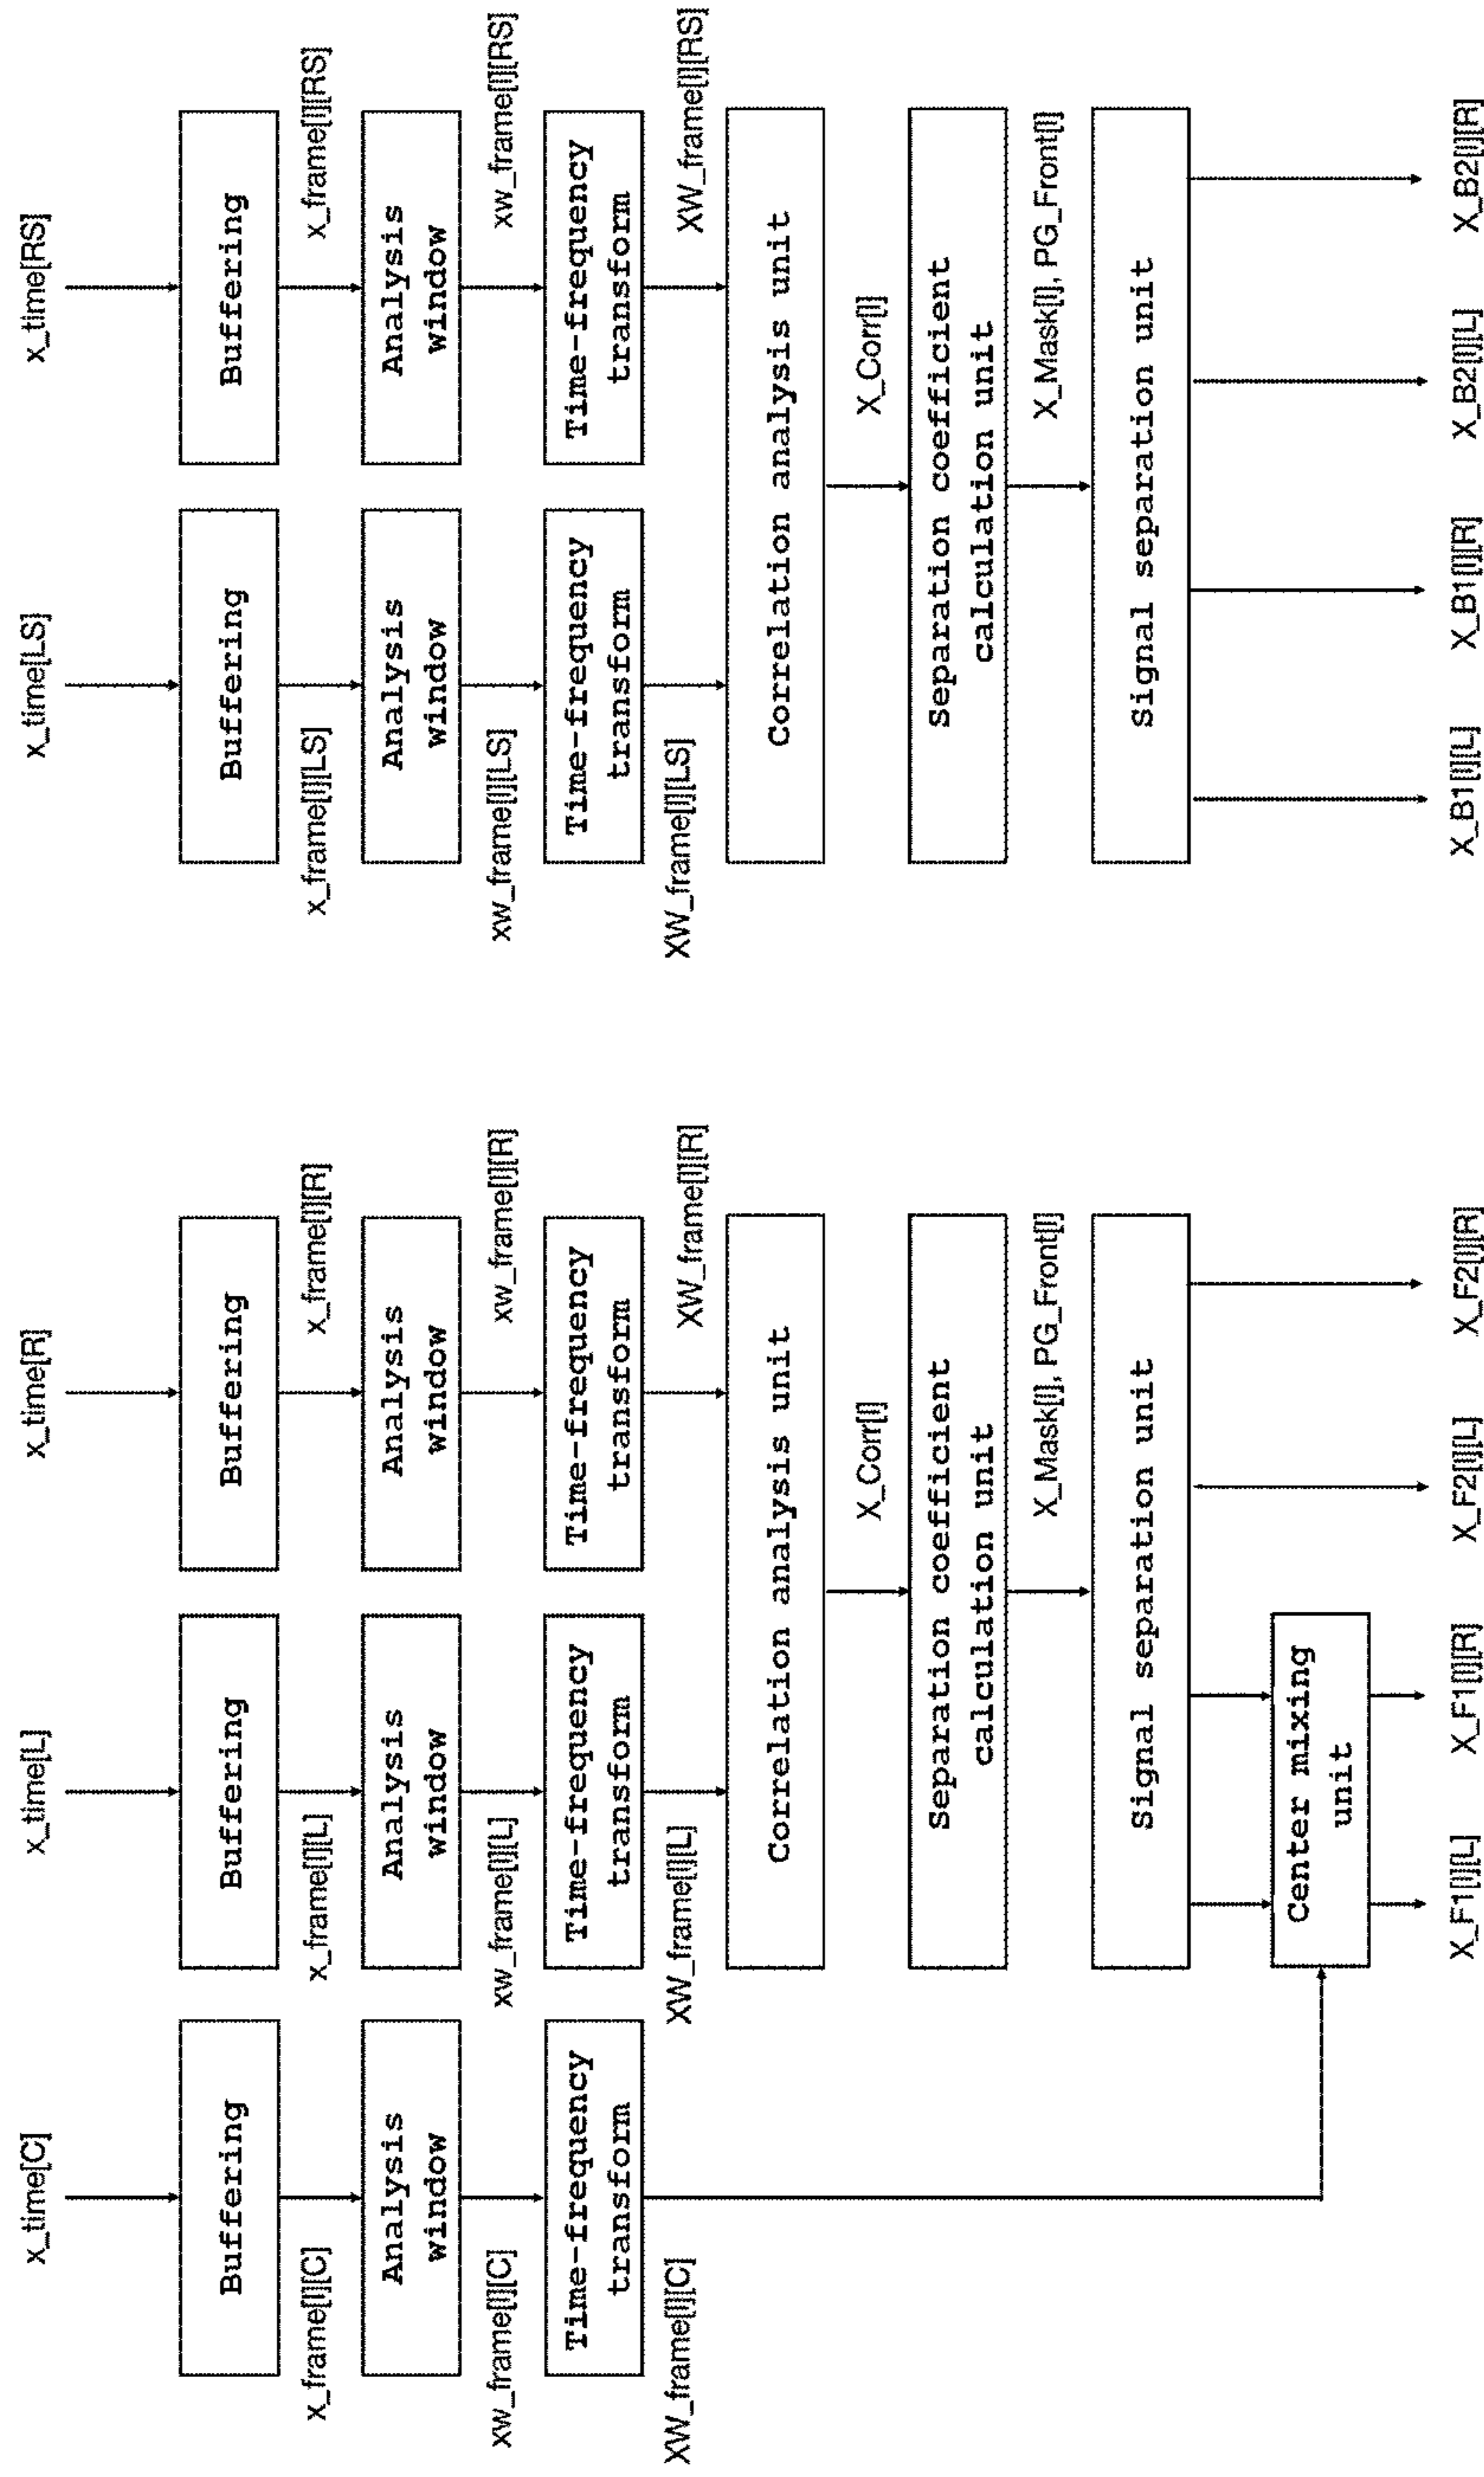 x_time[C]
x_time[L]
x_time[R]
x_time[LS]
x_time[RS]
Buffering
Buffering
Buffering
Buffering
Buffering
x_frame[l][C]
x_frame[l][L]
x_frame[l][R]
x_frame[l][LS]
x_frame[l][RS]
Analysis
window
Analysis
window
Analysis
window
Analysis
window
Analysis
window
xw_frame[l][C]
xw_frame[l][L]
xw_frame[l][R]
xw_frame[l][LS]
xw_frame[l][RS]
Time-frequency
transform
Time-frequency
transform
Time-frequency
transform
Time-frequency
transform
Time-frequency
transform
XW_frame[l][C]
XW_frame[l][L]
XW_frame[l][R]
XW_frame[l][LS]
XW_frame[l][RS]
Correlation analysis unit
Correlation analysis unit
X_Corr[l]
X_Corr[l]
Separation coefficient
calculation unit
Separation coefficient
calculation unit
X_Mask[l], PG_Front[l]
X_Mask[l], PG_Front[l]
Signal separation unit
Signal separation unit
Center mixing
unit
X_F1[l][L]
X_F1[l][R]
X_F2[l][L]
X_F2[l][R]
X_B1[l][L]
X_B1[l][R]
X_B2[l][L]
X_B2[l][R]